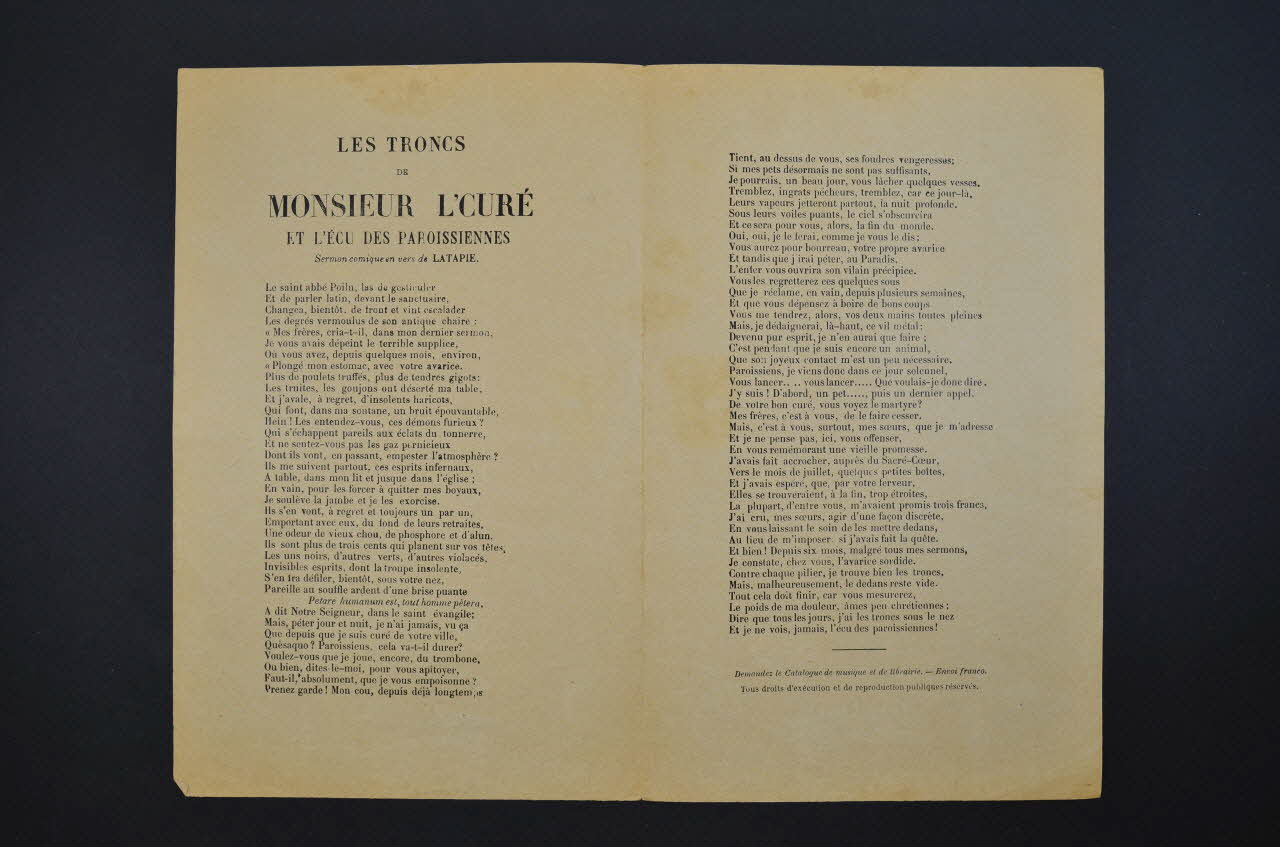 LES TRONCS
DE
MONSIEUR L'CURÉ
ET L'ÉCU DES PAROISSIENNES
Sermon comique en vers de LATAPIE.
Le saint abbé Poilu, las de gesticuler
Et de parler latin, devant le sanctuaire,
Changea, bientôt, de front et vint escalader
Les degrés vermoulus de son antique chaire :
« Mes frères, cria-t-il, dans mon dernier sermon,
Je vous avais dépeint le terrible supplice,
Où vous avez, depuis quelques mois, environ,
« Plongé mon estomac, avec votre avarice.
Plus de poulets truffés, plus de tendres gigots:
Les truites, les goujons ont déserté ma table,
Et j'avale, à regret, d'insolents haricots,
Qui font, dans ma soutane, un bruit épouvantable,
Hein ! Les entendez-vous, ces démons furieux ?
Qui s'échappent pareils aux éclats du tonnerre,
Et ne sentez-vous pas les gaz pernicieux
Dont ils vont, en passant, empester l'atmosphère ?
Ils me suivent partout, ces esprits infernaux,
A table, dans mon lit et jusque dans l'église ;
En vain, pour les forcer à quitter mes boyaux,
Je soulève la jambe et je les exorcise.
Ils s'en vont, à regret et toujours un par un,
Emportant avec eux, du fond de leurs retraites,
Une odeur de vieux chou, de phosphore et d'alun.
Ils sont plus de trois cents qui planent sur vos têtes,
Les uns noirs, d'autres verts, d'autres violacés,
Invisibles esprits, dont la troupe insolente,
S'en ira défiler, bientôt, sous votre nez,
Pareille au souffle ardent d'une brise puante
Petare humanum est, tout homme pètera,
A dit Notre Seigneur, dans le saint évangile;
Mais, péter jour et nuit, je n'ai jamais, vu ça
Que depuis que je suis curé de votre ville,
Quèsaquo ? Paroissiens, cela va-t-il durer?
Voulez-vous que je joue, encore, du trombone,
Ou bien, dites-le-moi, pour vous apitoyer,
Faut-il, absolument, que je vous empoisonne ?
Prenez garde ! Mon cou, depuis déjà longtemps
Tient, au dessus de vous, ses foudres vengeresses;
Si mes pets désormais ne sont pas suffisants,
Je pourrais, un beau jour, vous lâcher quelques vesses.
Tremblez, ingrats pécheurs, tremblez, car ce jour-là,
Leurs vapeurs jetteront partout, la nuit profonde.
Sous leurs voiles puants, le ciel s'obscurcira
Et ce sera pour vous, alors, la fin du monde.
Oui, oui, je le ferai, comme je vous le dis;
Vous aurez pour bourreau, votre propre avarice
Et tandis que j irai péter, au Paradis.
L'enfer vous ouvrira son vilain précipice.
Vous les regretterez ces quelques sous
Que je réclame, en vain, depuis plusieurs semaines,
Et que vous dépensez à boire de bons coups.
Vous me tendrez, alors, vos deux mains toutes pleines
Mais, je dédaignerai, là-haut, ce vil métal;
Devenu pur esprit, je n'en aurai que faire ;
C'est pendant que je suis encore un animal,
Que son joyeux contact m'est un peu nécessaire.
Paroissiens, je viens donc dans ce jour solennel,
Vous lancer.. .. vous lancer..... Que voulais-je donc dire.
J'y suis ! D'abord, un pet....., puis un dernier appel.
De votre bon curé, vous voyez le martyre?
Mes frères, c'est à vous, de le faire cesser.
Mais, c'est à vous, surtout, mes sœurs, que je m'adresse
Et je ne pense pas, ici, vous offenser,
En vous remémorant une vieille promesse.
J'avais fait accrocher, auprès du Sacré-Cœur,
Vers le mois de juillet, quelques petites boîtes,
Et j'avais espéré, que, par votre ferveur,
Elles se trouveraient, à la fin, trop étroites,
La plupart, d'entre vous, m'avaient promis trois francs,
J'ai cru, mes sœurs, agir d'une façon discrète,
En vous laissant le soin de les mettre dedans,
Au lieu de m'imposer. si j'avais fait la quête.
Et bien ! Depuis six mois, malgré tous mes sermons,
Je constate, chez vous, l'avarice sordide.
Contre chaque pilier, je trouve bien les troncs,
Mais, malheureusement, le dedans reste vide.
Tout cela doit finir, car vous mesurerez,
Le poids de ma douleur, âmes peu chrétiennes ;
Dire que tous les jours, j'ai les troncs sous le nez
Et je ne vois, jamais, l'écu des paroissiennes!
Demandez le Catalogue de musique et de librairie. — Envoi franco.
Tous droits d'exécution et de reproduction publiques réservés.